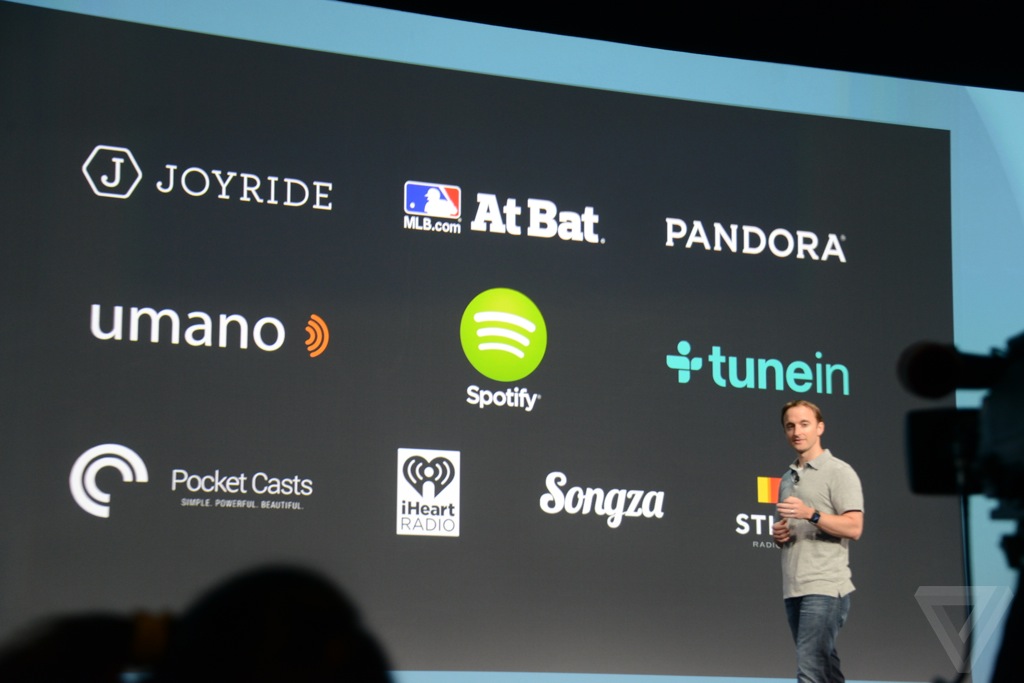 J JOYRIDE
MLB.com At Bat.
PANDORA®
umano
Spotify®
tunein
Pocket Casts
SIMPLE. POWERFUL. BEAUTIFUL.
iHeart
RADIO
Songza